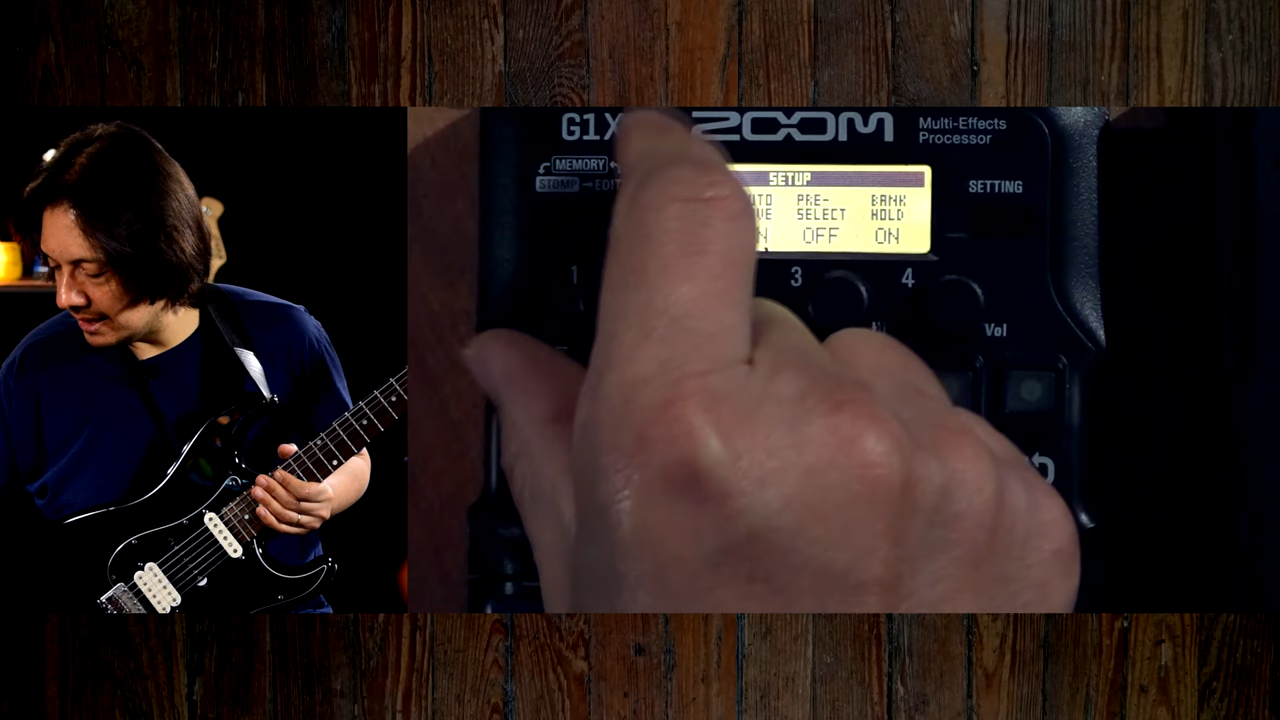 G1X ZOOM Multi-Effects
Processor
MEMORY
STOMP → EDIT
SETUP
PRE- BANK
SELECT HOLD
OFF ON
SETTING
1 3 4
Vol